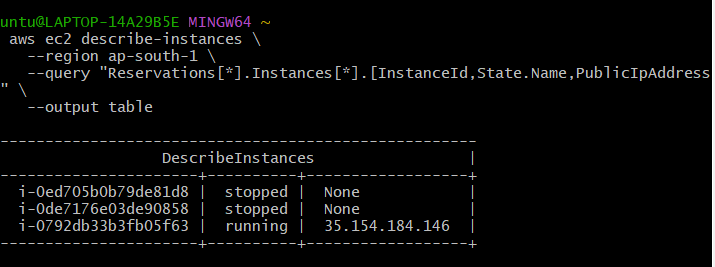 untu@LAPTOP-14A29B5E MINGW64 ~
aws ec2 describe-instances \
--region ap-south-1 \
--query "Reservations[*].Instances[*].[InstanceId,State.Name,PublicIpAddress
" \
--output table
-----------------------------------------------------
| DescribeInstances |
----------------------+----------+------------------+
i-0ed705b0b79de81d8 | stopped | None |
i-0de7176e03de90858 | stopped | None |
i-0792db33b3fb05f63 | running | 35.154.184.146 |
----------------------+----------+------------------+